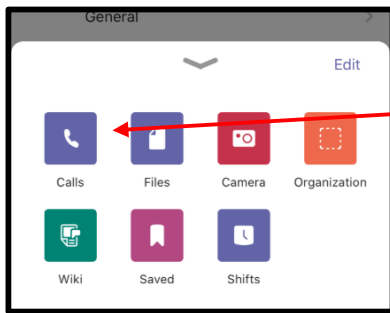 General
Edit
Calls Files Camera Organization
Wiki Saved Shifts